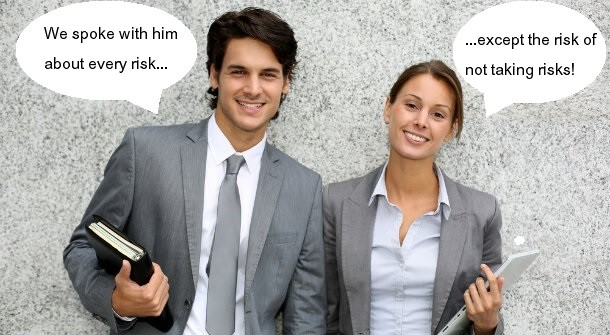 We spoke with him
about every risk...
...except the risk of
not taking risks!